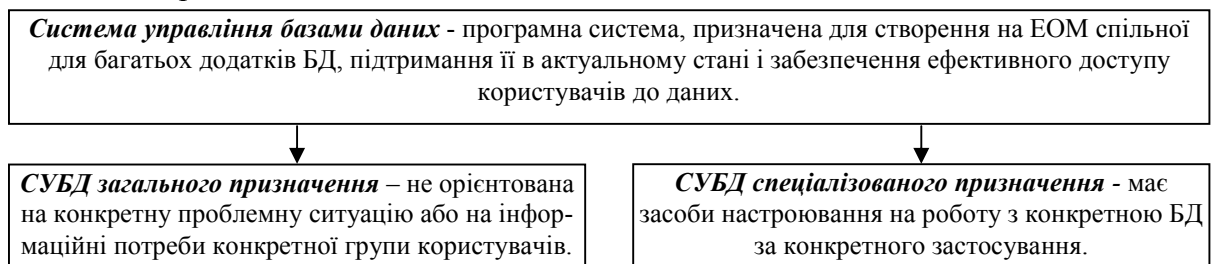 Система управління базами даних - програмна система, призначена для створення на ЕОМ спільної
для багатьох додатків БД, підтримання її в актуальному стані і забезпечення ефективного доступу
користувачів до даних.
СУБД загального призначення – не орієнтована
на конкретну проблемну ситуацію або на інфор-
маційні потреби конкретної групи користувачів.
СУБД спеціалізованого призначення - має
засоби настроювання на роботу з конкретною БД
за конкретного застосування.